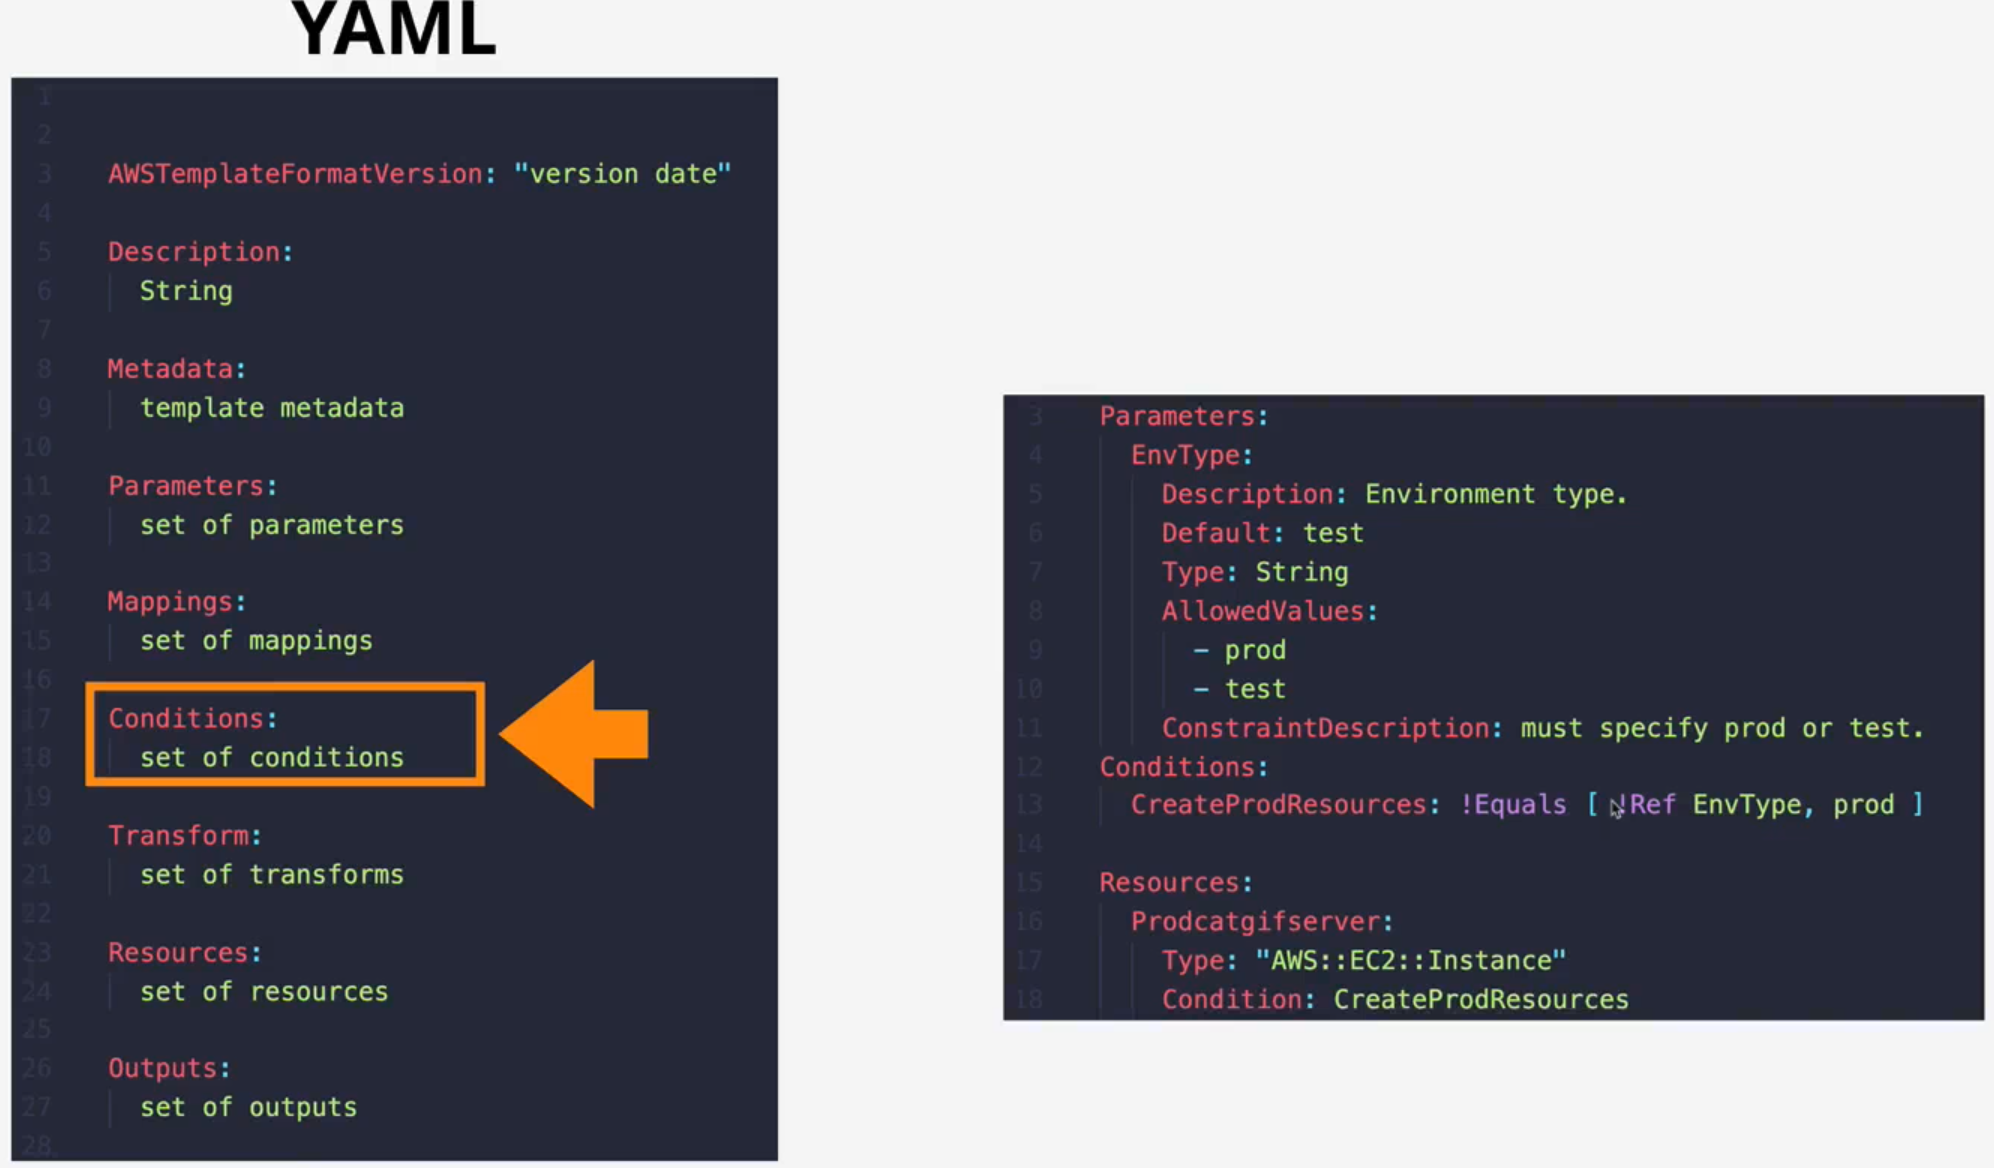 YAML
1
2
3 AWSTemplateFormatVersion: "version date"
4
5 Description:
6 String
7
8 Metadata:
9 template metadata
10
11 Parameters:
12 set of parameters
13
14 Mappings:
15 set of mappings
16
17 Conditions:
18 set of conditions
19
20 Transform:
21 set of transforms
22
23 Resources:
24 set of resources
25
26 Outputs:
27 set of outputs
28
3 Parameters:
4 EnvType:
5 Description: Environment type.
6 Default: test
7 Type: String
8 AllowedValues:
9 - prod
10 - test
11 ConstraintDescription: must specify prod or test.
12 Conditions:
13 CreateProdResources: !Equals [ !Ref EnvType, prod ]
14
15 Resources:
16 Prodcatgifserver:
17 Type: "AWS::EC2::Instance"
18 Condition: CreateProdResources